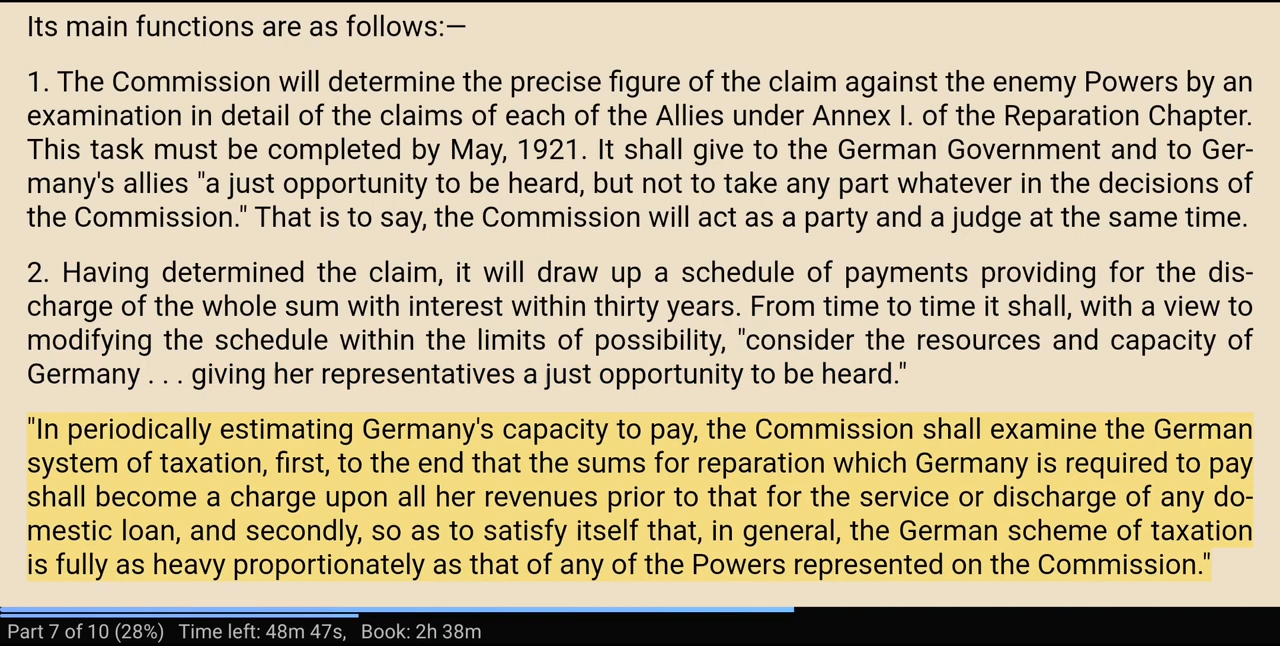 Its main functions are as follows:—
1. The Commission will determine the precise figure of the claim against the enemy Powers by an
examination in detail of the claims of each of the Allies under Annex I. of the Reparation Chapter.
This task must be completed by May, 1921. It shall give to the German Government and to Ger-
many's allies "a just opportunity to be heard, but not to take any part whatever in the decisions of
the Commission." That is to say, the Commission will act as a party and a judge at the same time.
2. Having determined the claim, it will draw up a schedule of payments providing for the dis-
charge of the whole sum with interest within thirty years. From time to time it shall, with a view to
modifying the schedule within the limits of possibility, "consider the resources and capacity of
Germany . . . giving her representatives a just opportunity to be heard."
"In periodically estimating Germany's capacity to pay, the Commission shall examine the German
system of taxation, first, to the end that the sums for reparation which Germany is required to pay
shall become a charge upon all her revenues prior to that for the service or discharge of any do-
mestic loan, and secondly, so as to satisfy itself that, in general, the German scheme of taxation
is fully as heavy proportionately as that of any of the Powers represented on the Commission."
Part 7 of 10 (28%) Time left: 48m 47s, Book: 2h 38m